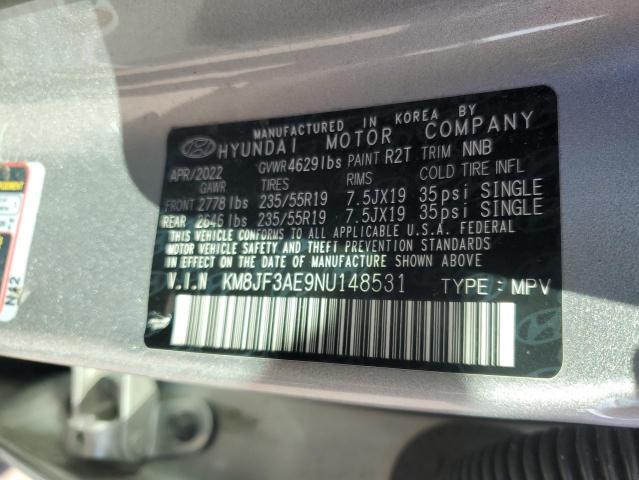 MANUFACTURED IN KOREA BY
HYUNDAI MOTOR COMPANY
APR/2022 GVWR 4629 lbs PAINT R2T TRIM NNB
GAWR TIRES RIMS COLD TIRE INFL
FRONT 2778 lbs 235/55R19 7.5JX19 35psi SINGLE
REAR 2646 lbs 235/55R19 7.5JX19 35psi SINGLE
THIS VEHICLE CONFORMS TO ALL APPLICABLE U.S.A. FEDERAL
MOTOR VEHICLE SAFETY AND THEFT PREVENTION STANDARDS
IN EFFECT ON THE DATE OF MANUFACTURE SHOWN ABOVE
V.I.N KM8JF3AE9NU148531 TYPE : MPV
N42